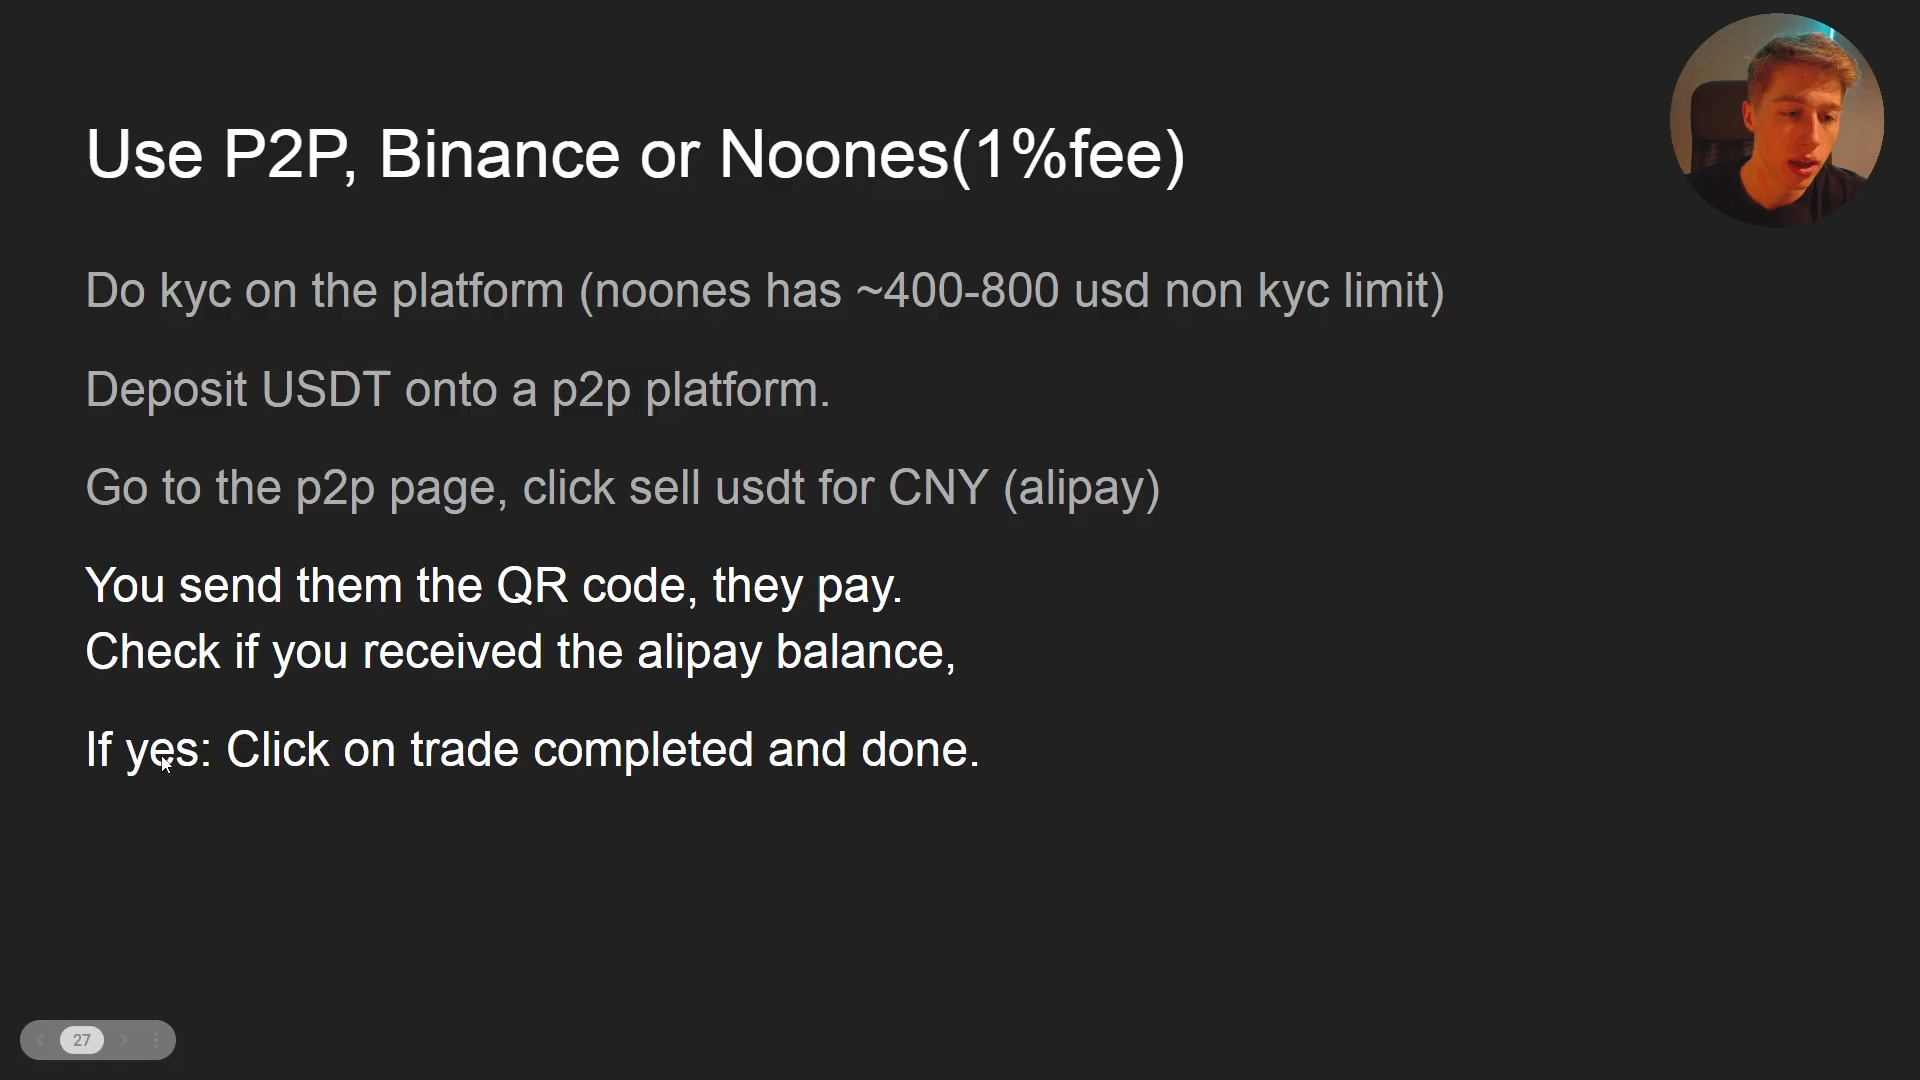 Use P2P, Binance or Noones(1%fee)
Do kyc on the platform (noones has ~400-800 usd non kyc limit)
Deposit USDT onto a p2p platform.
Go to the p2p page, click sell usdt for CNY (alipay)
You send them the QR code, they pay.
Check if you received the alipay balance,
If yes: Click on trade completed and done.
27